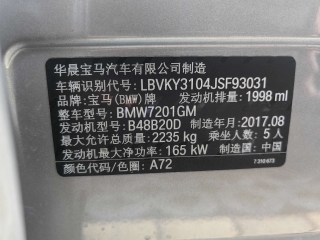 华晨宝马汽车有限公司制造
车辆识别代号: LBVKY3104JSF93031
品牌: 宝马(BMW)牌 发动机排量: 1998 ml
整车型号: BMW7201GM
发动机型号: B48B20D 制造年月: 2017.08
最大允许总质量: 2235 kg 乘坐人数: 5 人
发动机最大净功率: 165 kW 制造国: 中国
颜色代码/色圈: A72
7 310 673